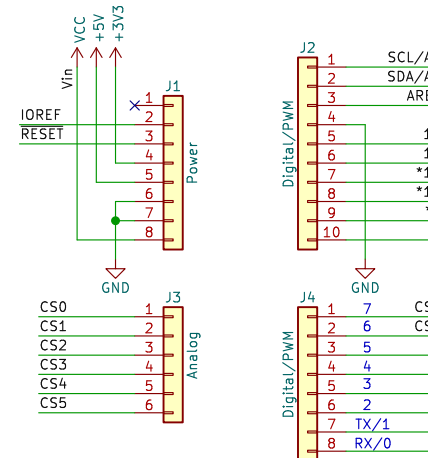 VCC
+5V
+3V3
Vin
J1
1
IOREF
2
RESET
3
4
5
6
7
8
Power
GND
J2
1
SCL/A
2
SDA/A
3
4
5
1
6
1
7
*1
8
*1
9
*
10
Digital/PWM
GND
J3
CS0
1
CS1
2
CS2
3
CS3
4
CS4
5
CS5
6
Analog
J4
1
7
2
6
3
5
4
4
5
3
6
2
7
TX/1
8
RX/0
Digital/PWM